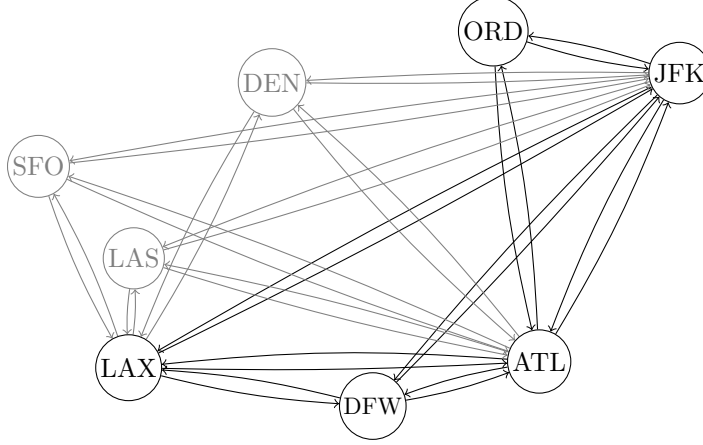 ORD
JFK
DEN
SFO
LAS
LAX
ATL
DFW